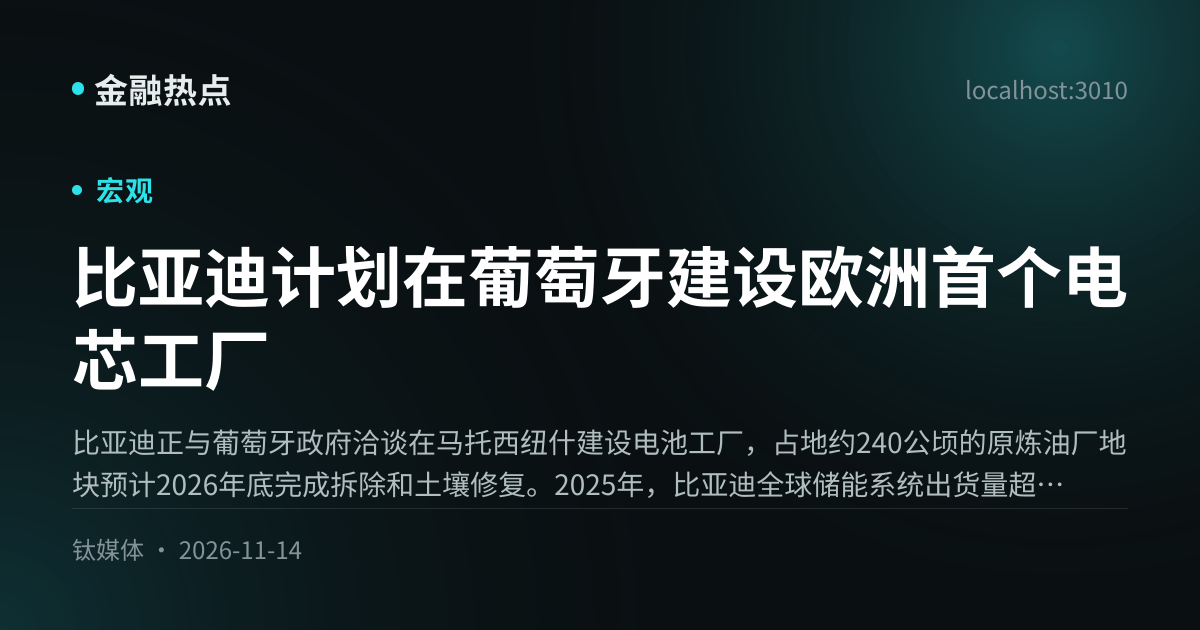 金融热点
localhost:3010
宏观
比亚迪计划在葡萄牙建设欧洲首个电
芯工厂
比亚迪正与葡萄牙政府洽谈在马托西纽什建设电池工厂，占地约240公顷的原炼油厂地
块预计2026年底完成拆除和土壤修复。2025年，比亚迪全球储能系统出货量超…
钛媒体 · 2026-11-14